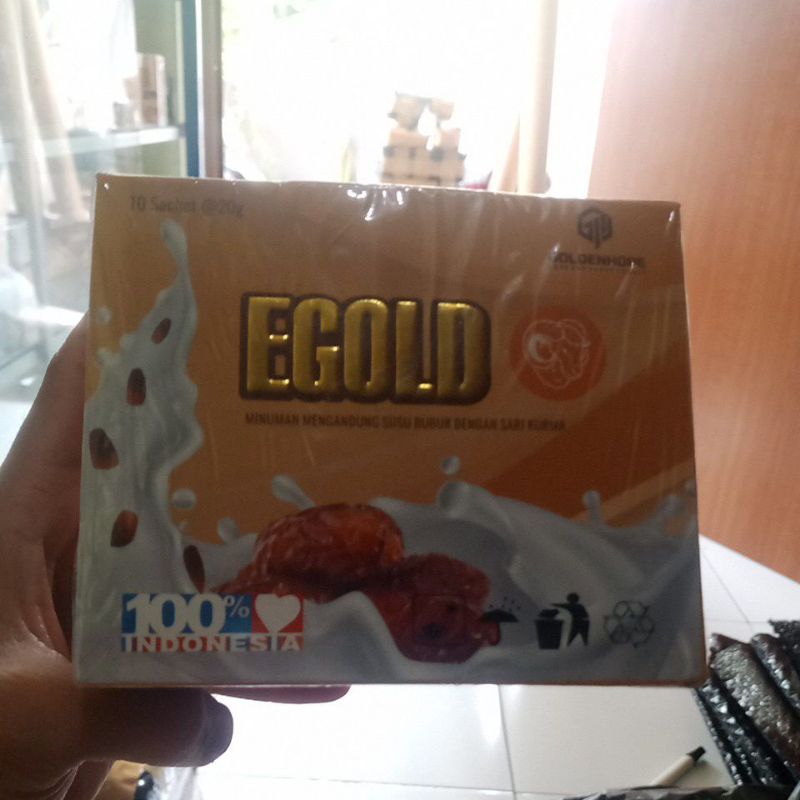 10 Sachet @20g
GOLDENHOPE
EGOLD
MINUMAN MENGANDUNG SUSU BUBUK DENGAN SARI KURMA
100%
INDONESIA